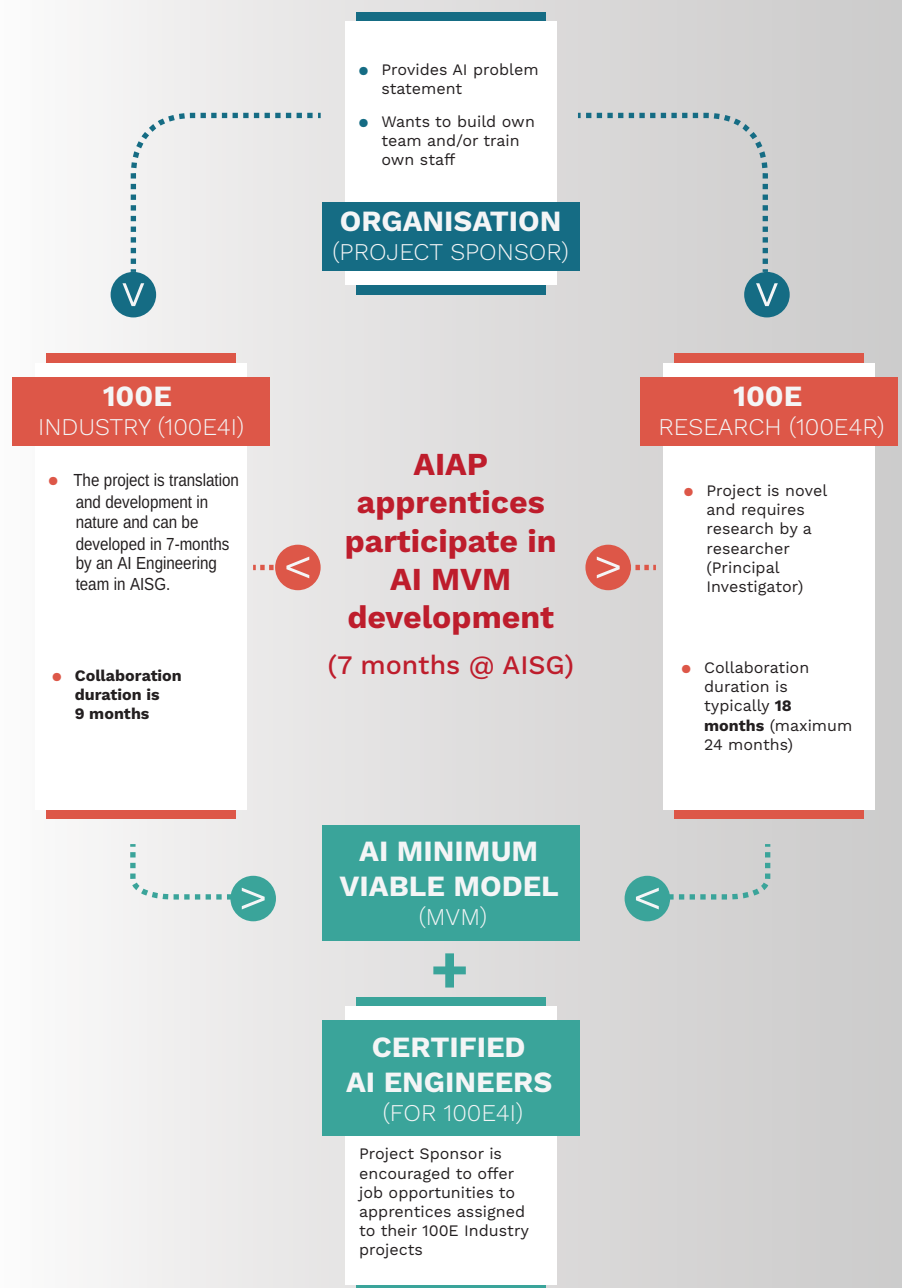 Provides AI problem
statement
Wants to build own
team and/or train
own staff
ORGANISATION
(PROJECT SPONSOR)
V
V
100E
INDUSTRY (100E4I)
The project is translation
and development in
nature and can be
developed in 7-months
by an AI Engineering
team in AISG.
Collaboration
duration is
9 months
<
AIAP
apprentices
participate in
AI MVM
development
(7 months @ AISG)
>
100E
RESEARCH (100E4R)
Project is novel
and requires
research by a
researcher
(Principal
Investigator)
Collaboration
duration is
typically 18
months (maximum
24 months)
>
AI MINIMUM
VIABLE MODEL
(MVM)
<
+
CERTIFIED
AI ENGINEERS
(FOR 100E4I)
Project Sponsor is
encouraged to offer
job opportunities to
apprentices assigned
to their 100E Industry
projects